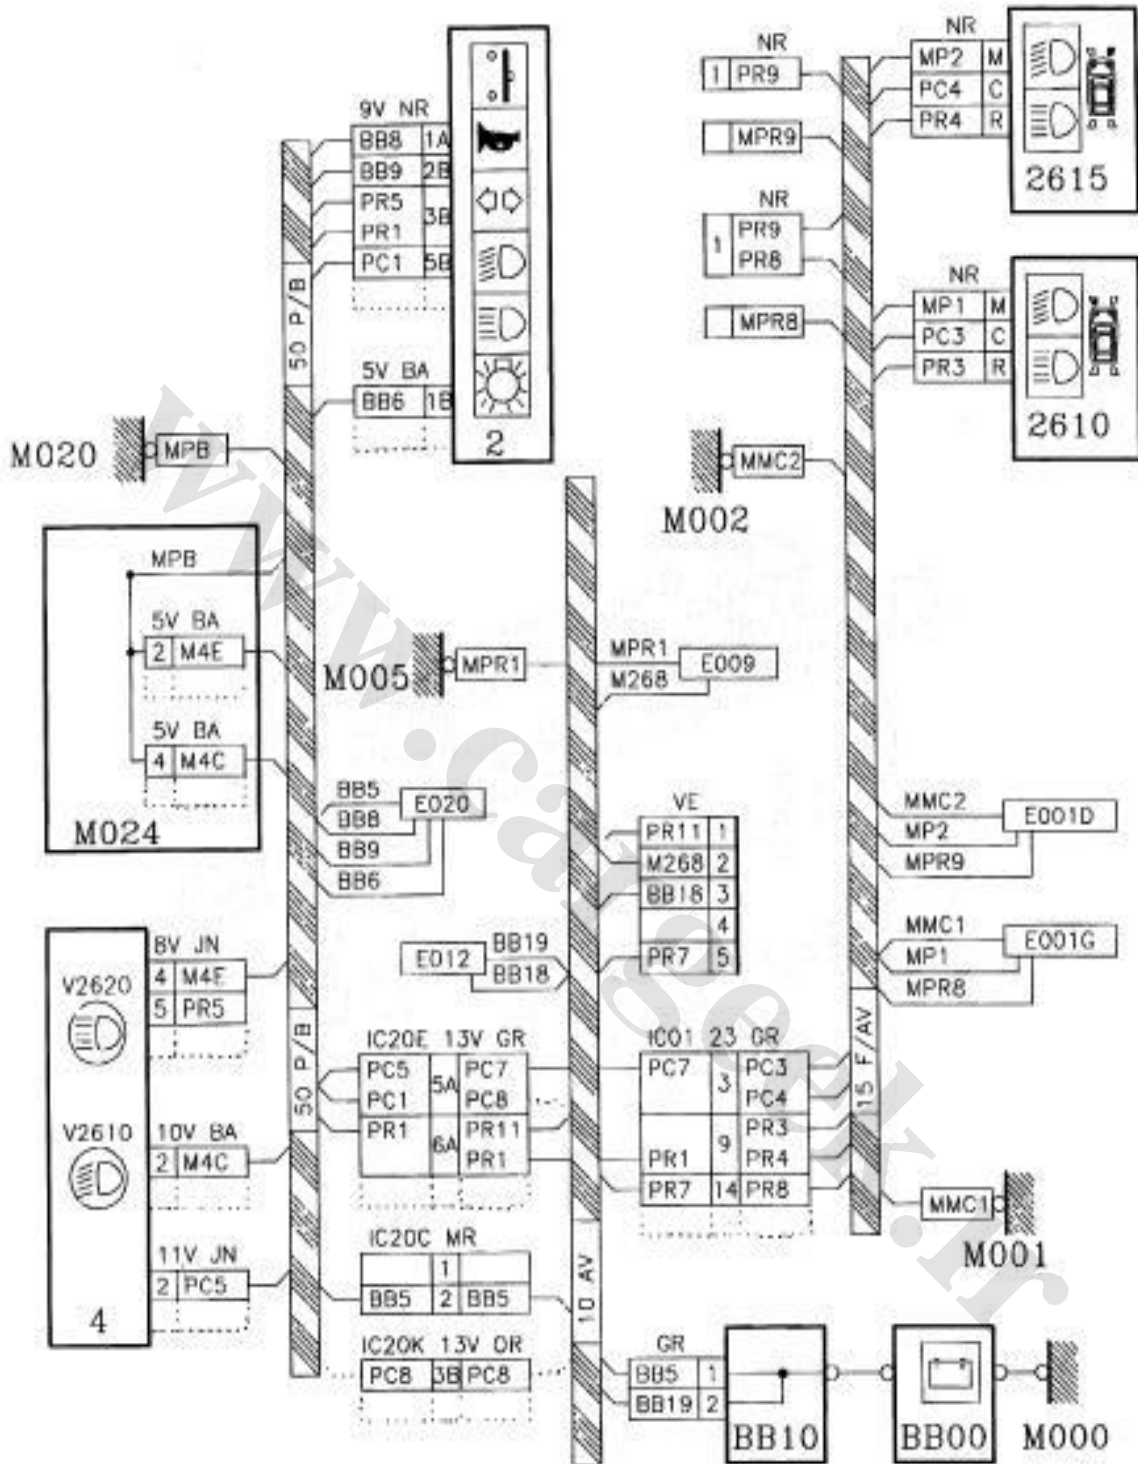 NR
MP2 M
PC4 C
PR4 R
2615
NR
1 PR9
MPR9
NR
1 PR9
PR8
MPR8
NR
MP1 M
PC3 C
PR3 R
2610
9V NR
BB8 1A
BB9 2B
PR5
PR1
3B
PC1 5B
5V BA
BB6 1B
2
50 P/B
M020
MPB
M002
MMC2
MPB
5V BA
2 M4E
5V BA
4 M4C
M024
M005
MPR1
MPR1
M268
E009
BB5
BB8
BB9
BB6
E020
VE
PR11 1
M268 2
BB18 3
4
PR7 5
MMC2
MP2
MPR9
E001D
MMC1
MP1
MPR8
E001G
E012
BB19
BB18
V2620
8V JN
4 M4E
5 PR5
V2610
10V BA
2 M4C
11V JN
2 PC5
4
50 P/B
IC20E 13V GR
PC5 PC7
5A
PC1 PC8
PR1 PR11
6A
PR1
IC01 23 GR
PC7 PC3
3
PC4
PR3
9
PR1 PR4
PR7 14 PR8
15 F/AV
MMC1
M001
IC20C MR
1
BB5 2 BB5
IC20K 13V OR
PC8 3B PC8
10 AV
GR
BB5 1
BB19 2
BB10
BB00
M000
www.cargeek.ir